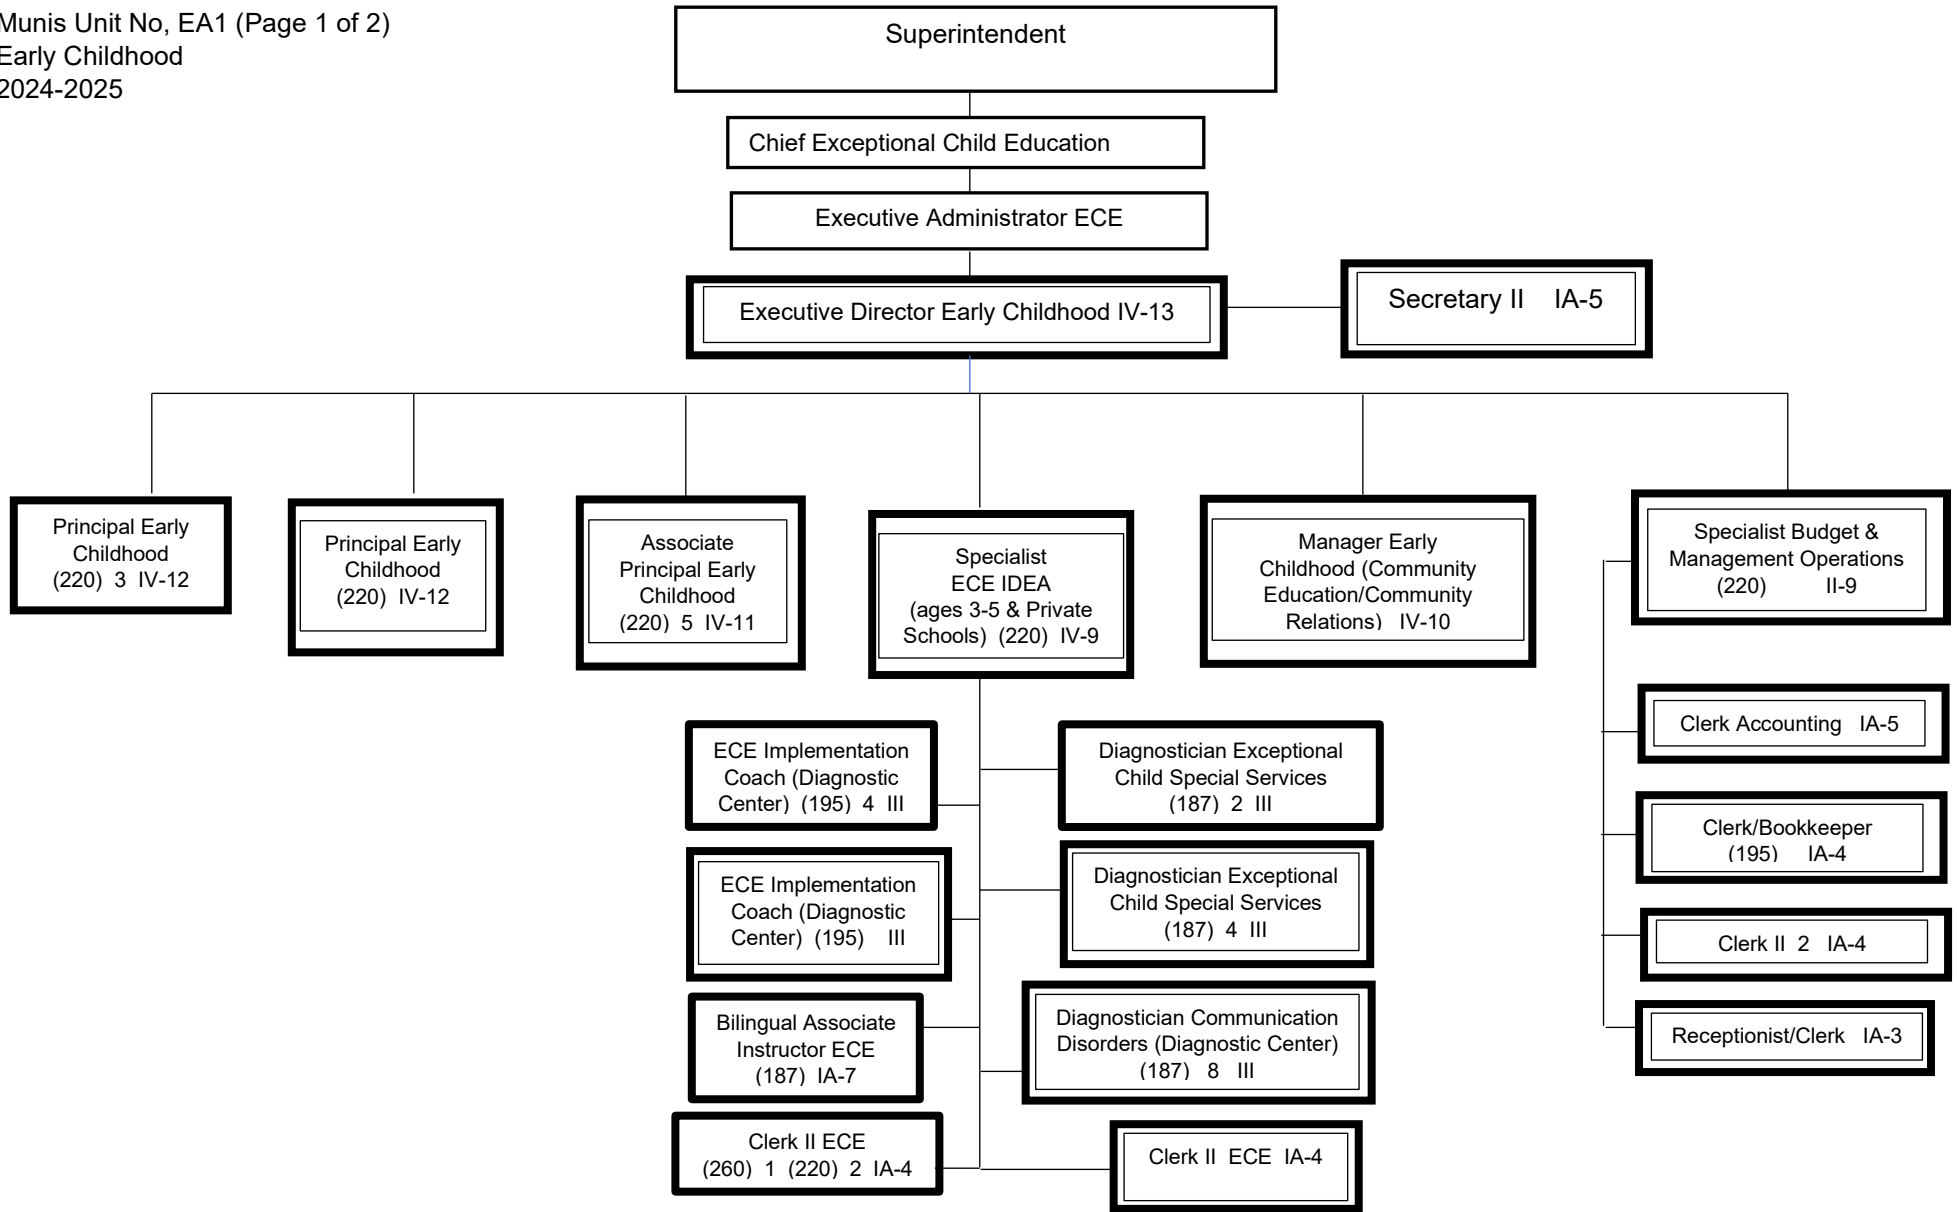 Munis Unit No, EA1 (Page 1 of 2)
Early Childhood
2024-2025
Superintendent
Chief Exceptional Child Education
Executive Administrator ECE
Executive Director Early Childhood IV-13
Secretary II IA-5
Principal Early
Childhood
(220) 3 IV-12
Principal Early
Childhood
(220) IV-12
Associate
Principal Early
Childhood
(220) 5 IV-11
Specialist
ECE IDEA
(ages 3-5 & Private
Schools) (220) IV-9
Manager Early
Childhood (Community
Education/Community
Relations) IV-10
Specialist Budget &
Management Operations
(220) II-9
ECE Implementation
Coach (Diagnostic
Center) (195) 4 III
Diagnostician Exceptional
Child Special Services
(187) 2 III
ECE Implementation
Coach (Diagnostic
Center) (195) III
Diagnostician Exceptional
Child Special Services
(187) 4 III
Bilingual Associate
Instructor ECE
(187) IA-7
Diagnostician Communication
Disorders (Diagnostic Center)
(187) 8 III
Clerk II ECE
(260) 1 (220) 2 IA-4
Clerk II ECE IA-4
Clerk Accounting IA-5
Clerk/Bookkeeper
(195) IA-4
Clerk II 2 IA-4
Receptionist/Clerk IA-3